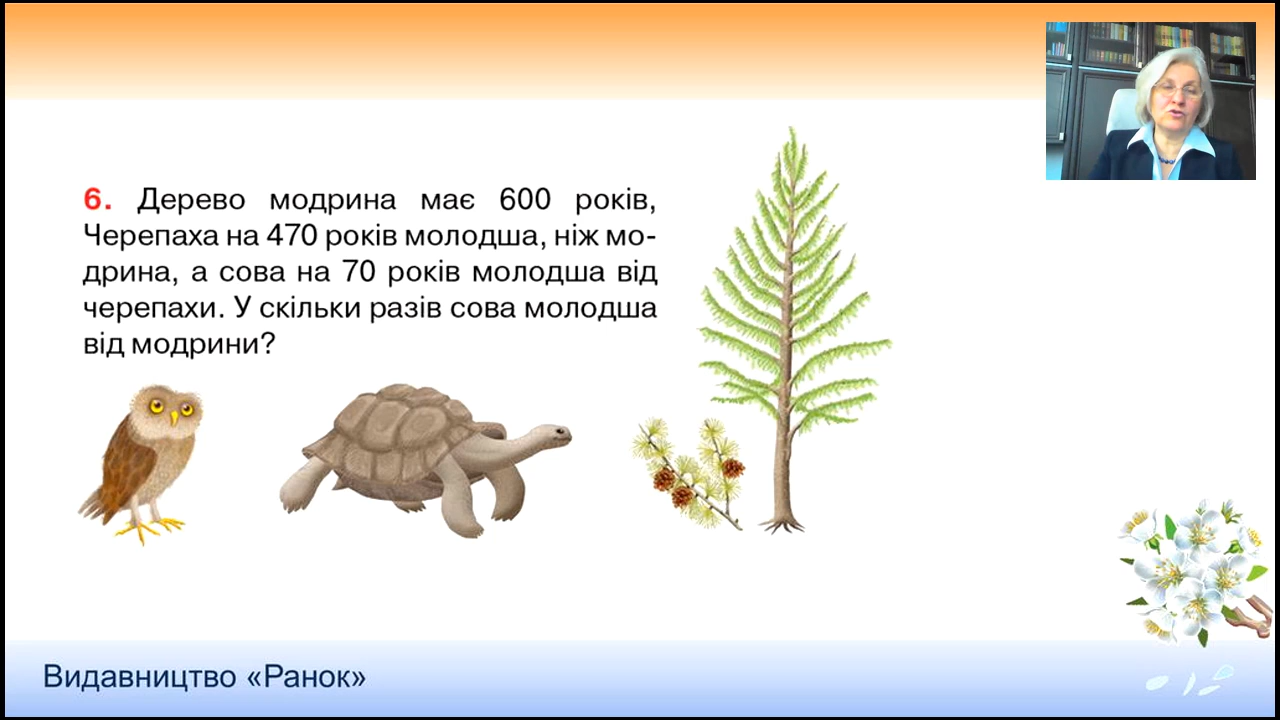 6. Дерево модрина має 600 років,
Черепаха на 470 років молодша, ніж мо-
дрина, а сова на 70 років молодша від
черепахи. У скільки разів сова молодша
від модрини?
Видавництво «Ранок»